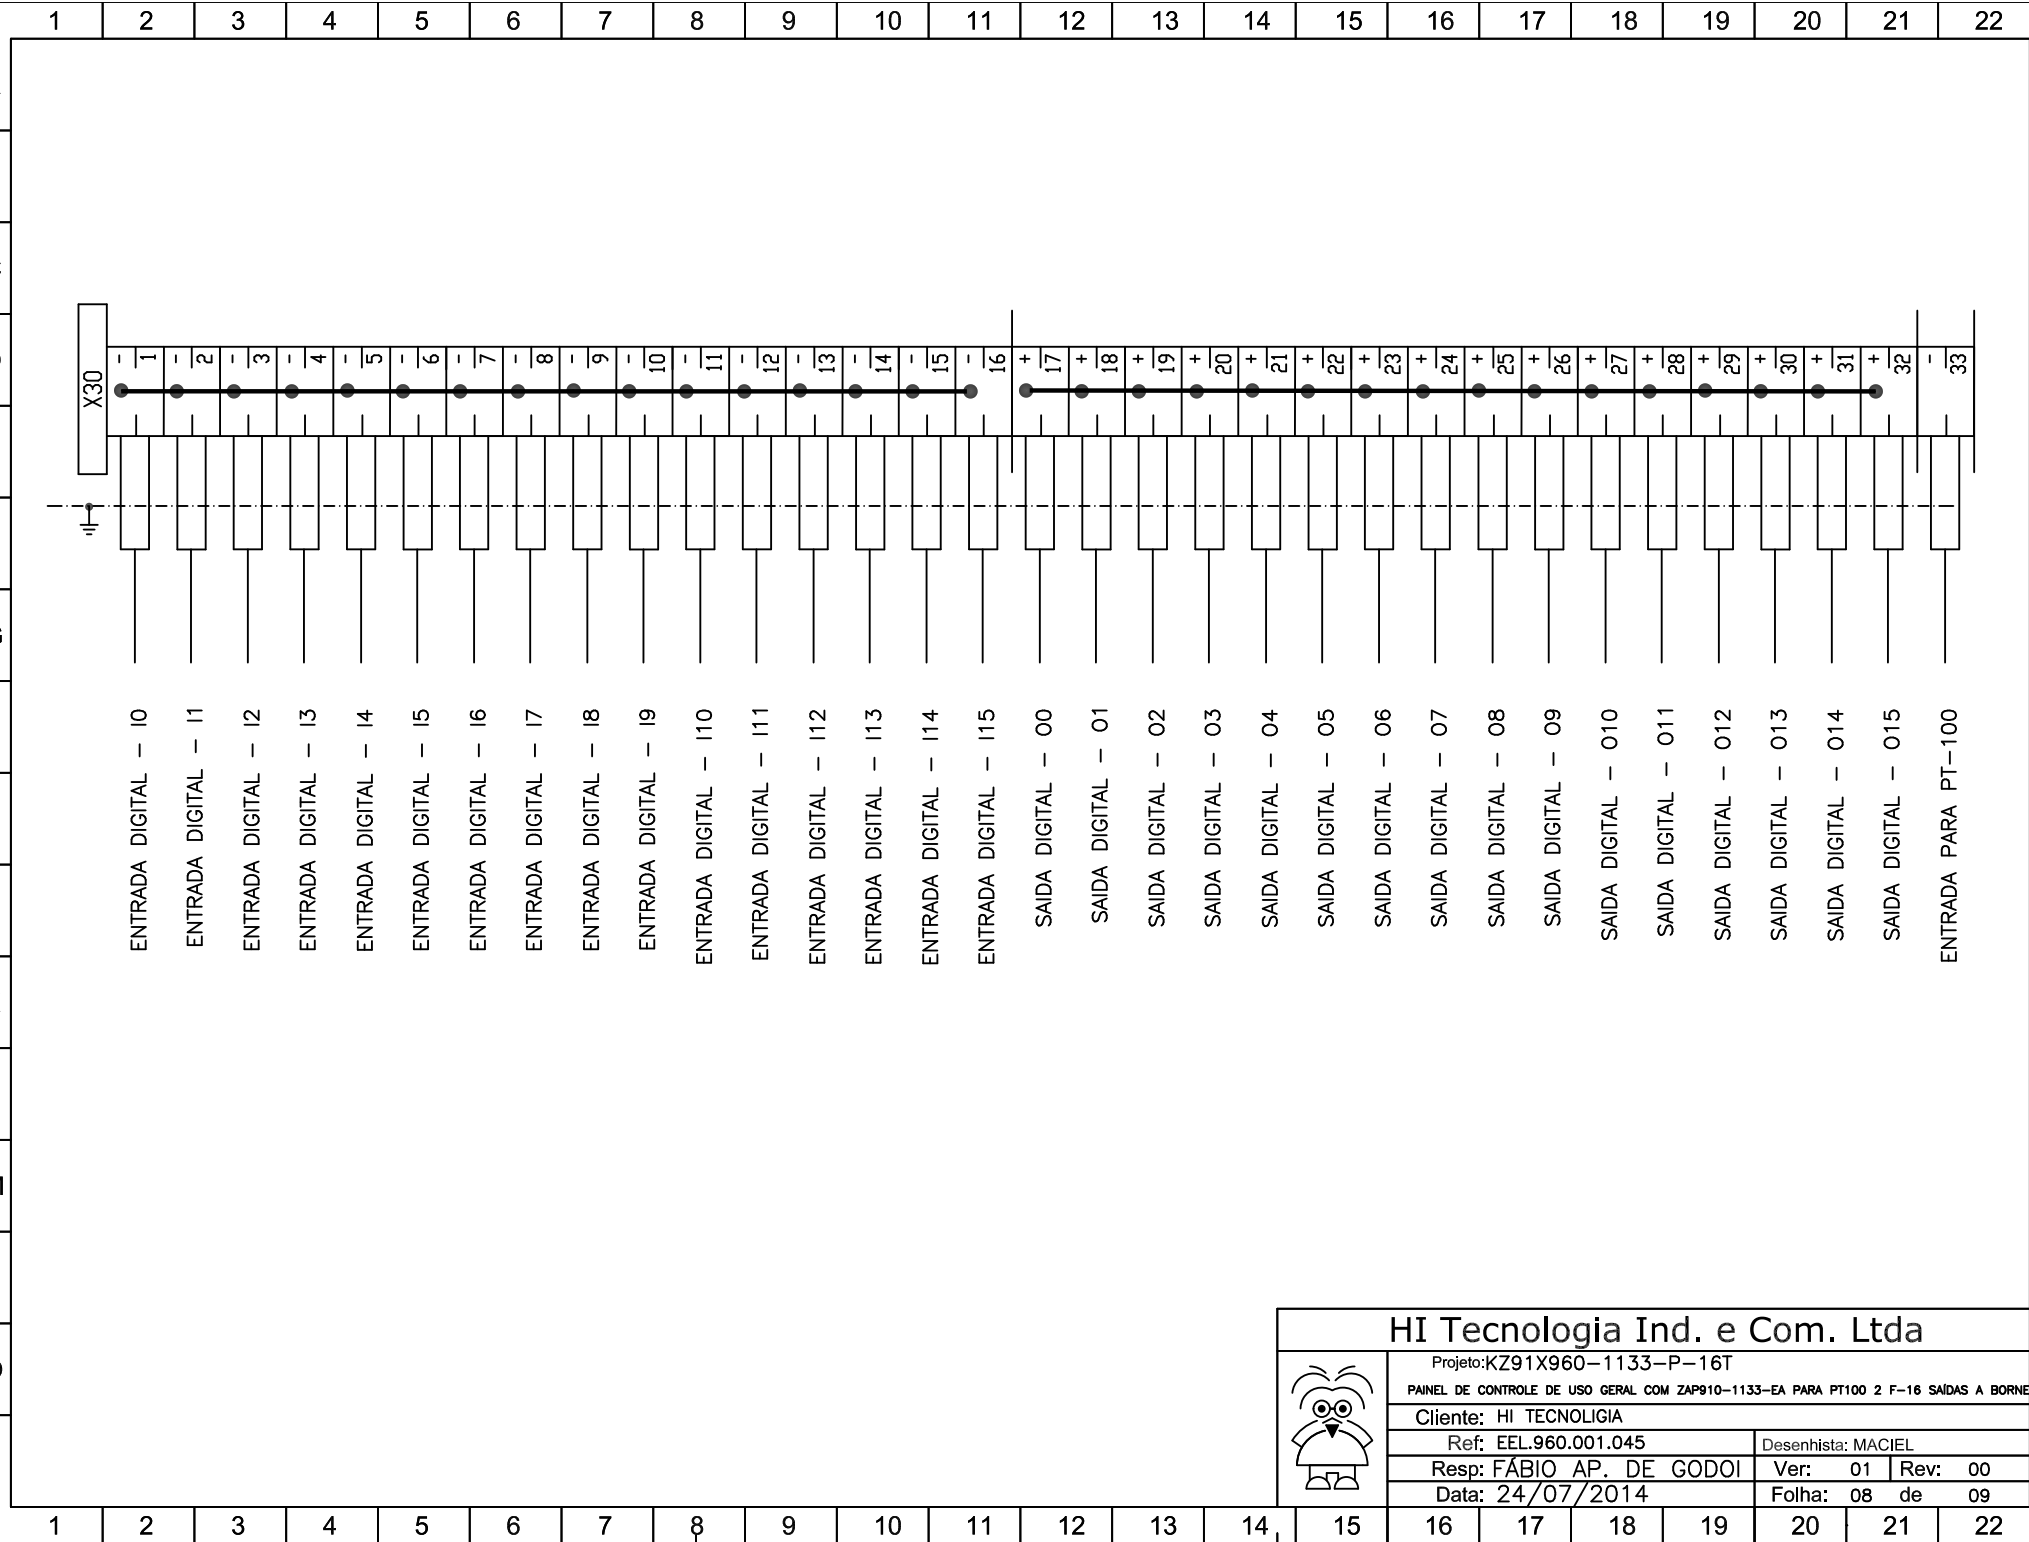 1 2 3 4 5 6 7 8 9 10 11 12 13 14 15 16 17 18 19 20 21 22
X30
- - - - - - - - - - - - - - - - + + + + + + + + + + + + + + + + -
1 2 3 4 5 6 7 8 9 10 11 12 13 14 15 16 17 18 19 20 21 22 23 24 25 26 27 28 29 30 31 32 33
ENTRADA DIGITAL - I0
ENTRADA DIGITAL - I1
ENTRADA DIGITAL - I2
ENTRADA DIGITAL - I3
ENTRADA DIGITAL - I4
ENTRADA DIGITAL - I5
ENTRADA DIGITAL - I6
ENTRADA DIGITAL - I7
ENTRADA DIGITAL - I8
ENTRADA DIGITAL - I9
ENTRADA DIGITAL - I10
ENTRADA DIGITAL - I11
ENTRADA DIGITAL - I12
ENTRADA DIGITAL - I13
ENTRADA DIGITAL - I14
ENTRADA DIGITAL - I15
SAIDA DIGITAL - O0
SAIDA DIGITAL - O1
SAIDA DIGITAL - O2
SAIDA DIGITAL - O3
SAIDA DIGITAL - O4
SAIDA DIGITAL - O5
SAIDA DIGITAL - O6
SAIDA DIGITAL - O7
SAIDA DIGITAL - O8
SAIDA DIGITAL - O9
SAIDA DIGITAL - O10
SAIDA DIGITAL - O11
SAIDA DIGITAL - O12
SAIDA DIGITAL - O13
SAIDA DIGITAL - O14
SAIDA DIGITAL - O15
ENTRADA PARA PT-100
HI Tecnologia Ind. e Com. Ltda
Projeto:KZ91X960-1133-P-16T
PAINEL DE CONTROLE DE USO GERAL COM ZAP910-1133-EA PARA PT100 2 F-16 SAÍDAS A BORNE
Cliente: HI TECNOLIGIA
Ref: EEL.960.001.045 Desenhista: MACIEL
Resp: FÁBIO AP. DE GODOI Ver: 01 Rev: 00
Data: 24/07/2014 Folha: 08 de 09
1 2 3 4 5 6 7 8 9 10 11 12 13 14 15 16 17 18 19 20 21 22